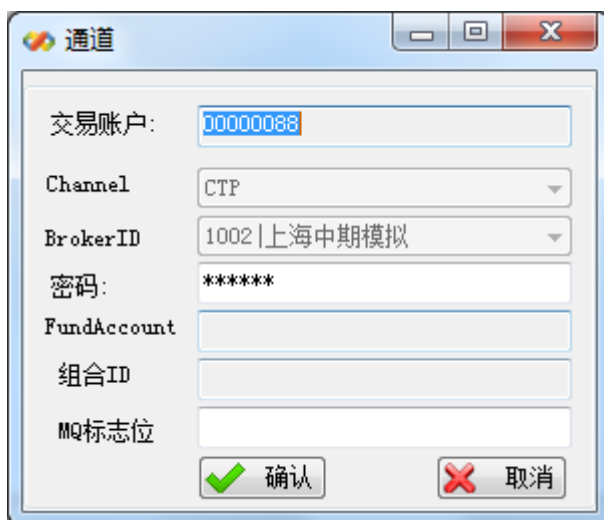 通道
交易账户: 00000088
Channel CTP
BrokerID 1002|上海中期模拟
密码: ******
FundAccount
组合ID
MQ标志位
确认 取消